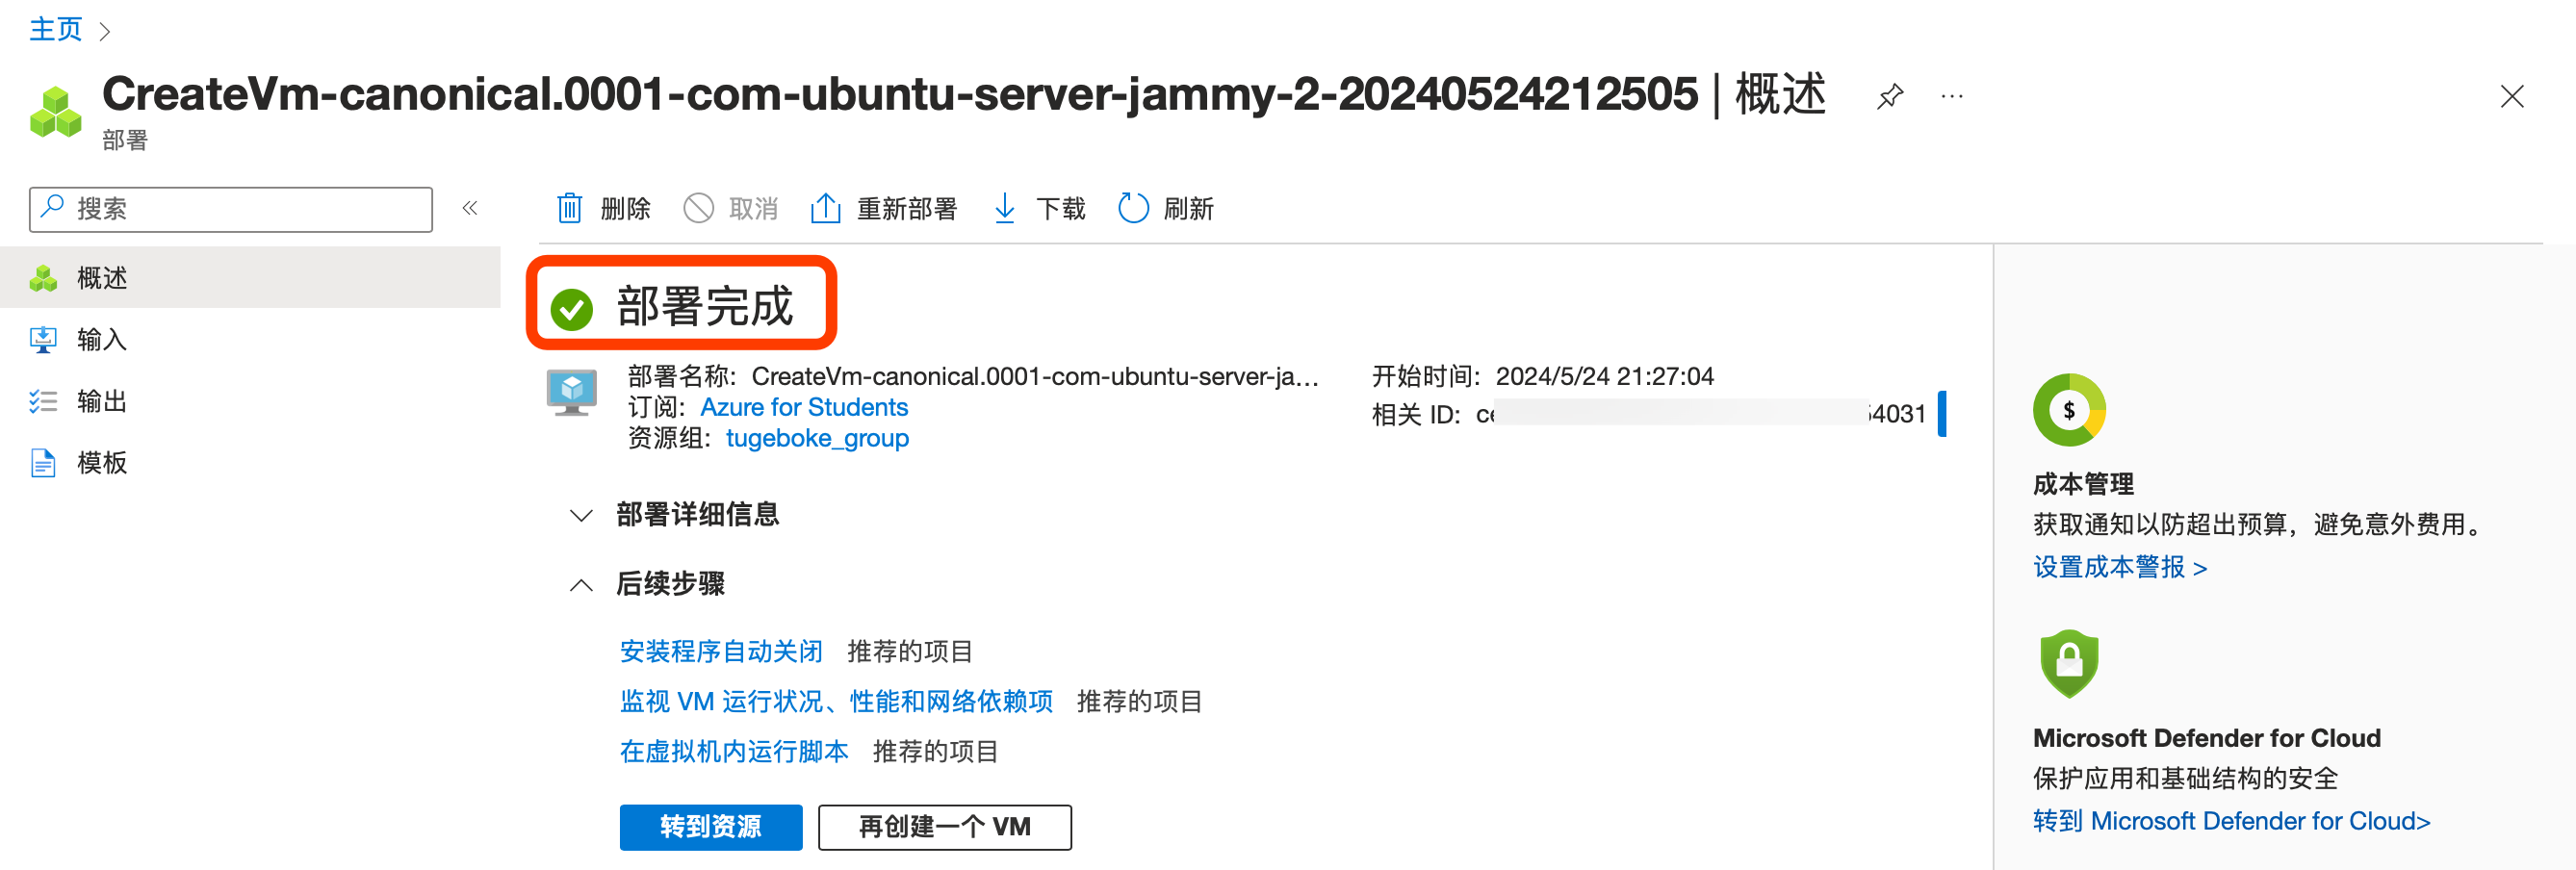 主页 >
CreateVm-canonical.0001-com-ubuntu-server-jammy-2-20240524212505 | 概述
部署
搜索
删除 取消 重新部署 下载 刷新
概述
输入
输出
模板
部署完成
部署名称: CreateVm-canonical.0001-com-ubuntu-server-ja...
订阅: Azure for Students
资源组: tugeboke_group
开始时间: 2024/5/24 21:27:04
相关 ID: ce 54031
部署详细信息
后续步骤
安装程序自动关闭 推荐的项目
监视 VM 运行状况、性能和网络依赖项 推荐的项目
在虚拟机内运行脚本 推荐的项目
转到资源 再创建一个 VM
$
成本管理
获取通知以防超出预算，避免意外费用。
设置成本警报 >
Microsoft Defender for Cloud
保护应用和基础结构的安全
转到 Microsoft Defender for Cloud>